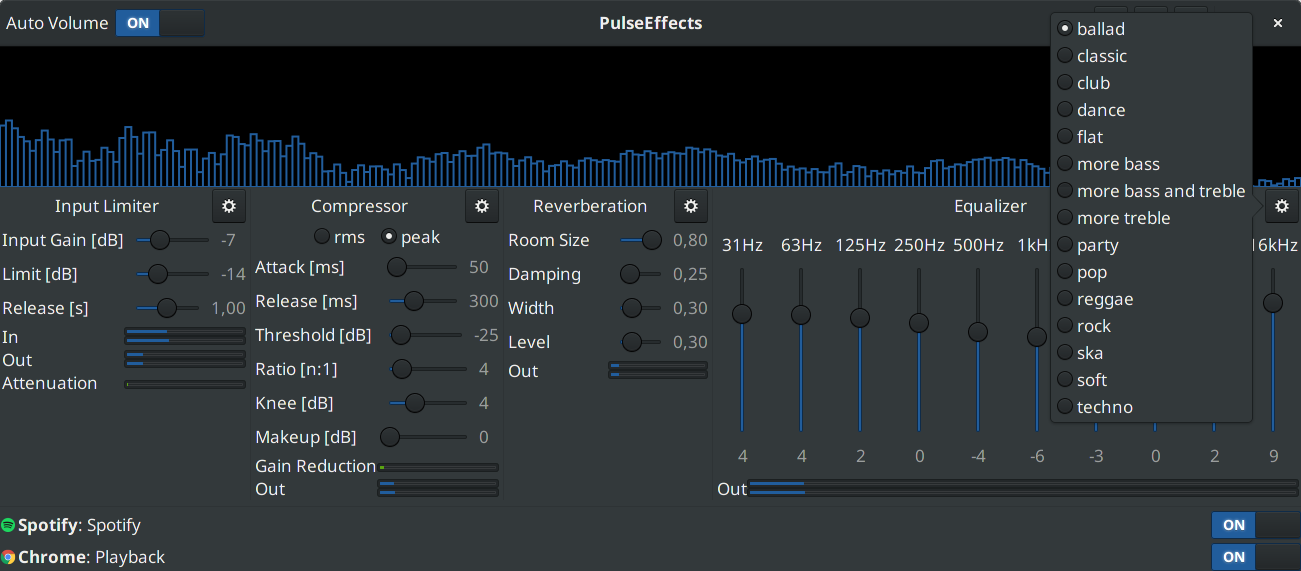 Auto Volume ON PulseEffects ×
ballad
classic
club
dance
flat
more bass
more bass and treble
more treble
party
pop
reggae
rock
ska
soft
techno
Input Limiter
Input Gain [dB] -7
Limit [dB] -14
Release [s] 1,00
In
Out
Attenuation
Compressor
rms peak
Attack [ms] 50
Release [ms] 300
Threshold [dB] -25
Ratio [n:1] 4
Knee [dB] 4
Makeup [dB] 0
Gain Reduction
Out
Reverberation
Room Size 0,80
Damping 0,25
Width 0,30
Level 0,30
Out
Equalizer
31Hz 63Hz 125Hz 250Hz 500Hz 1kH 16kHz
4 4 2 0 -4 -6 -3 0 2 9
Out
Spotify: Spotify ON
Chrome: Playback ON